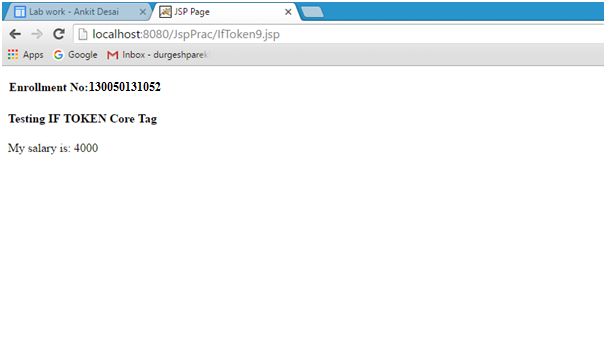 Lab work - Ankit Desai
JSP Page
localhost:8080/JspPrac/IfToken9.jsp
Apps Google Inbox - durgeshparek
Enrollment No:130050131052
Testing IF TOKEN Core Tag
My salary is: 4000